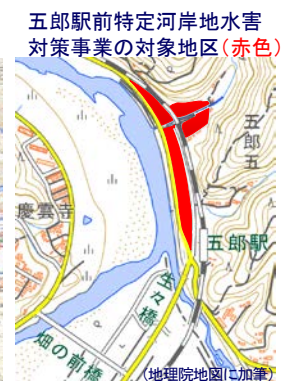 五郎駅前特定河岸地水害
対策事業の対象地区(赤色)
五郎五
慶雲寺
五郎駅
生々橋
畑の前橋
(地理院地図に加筆)